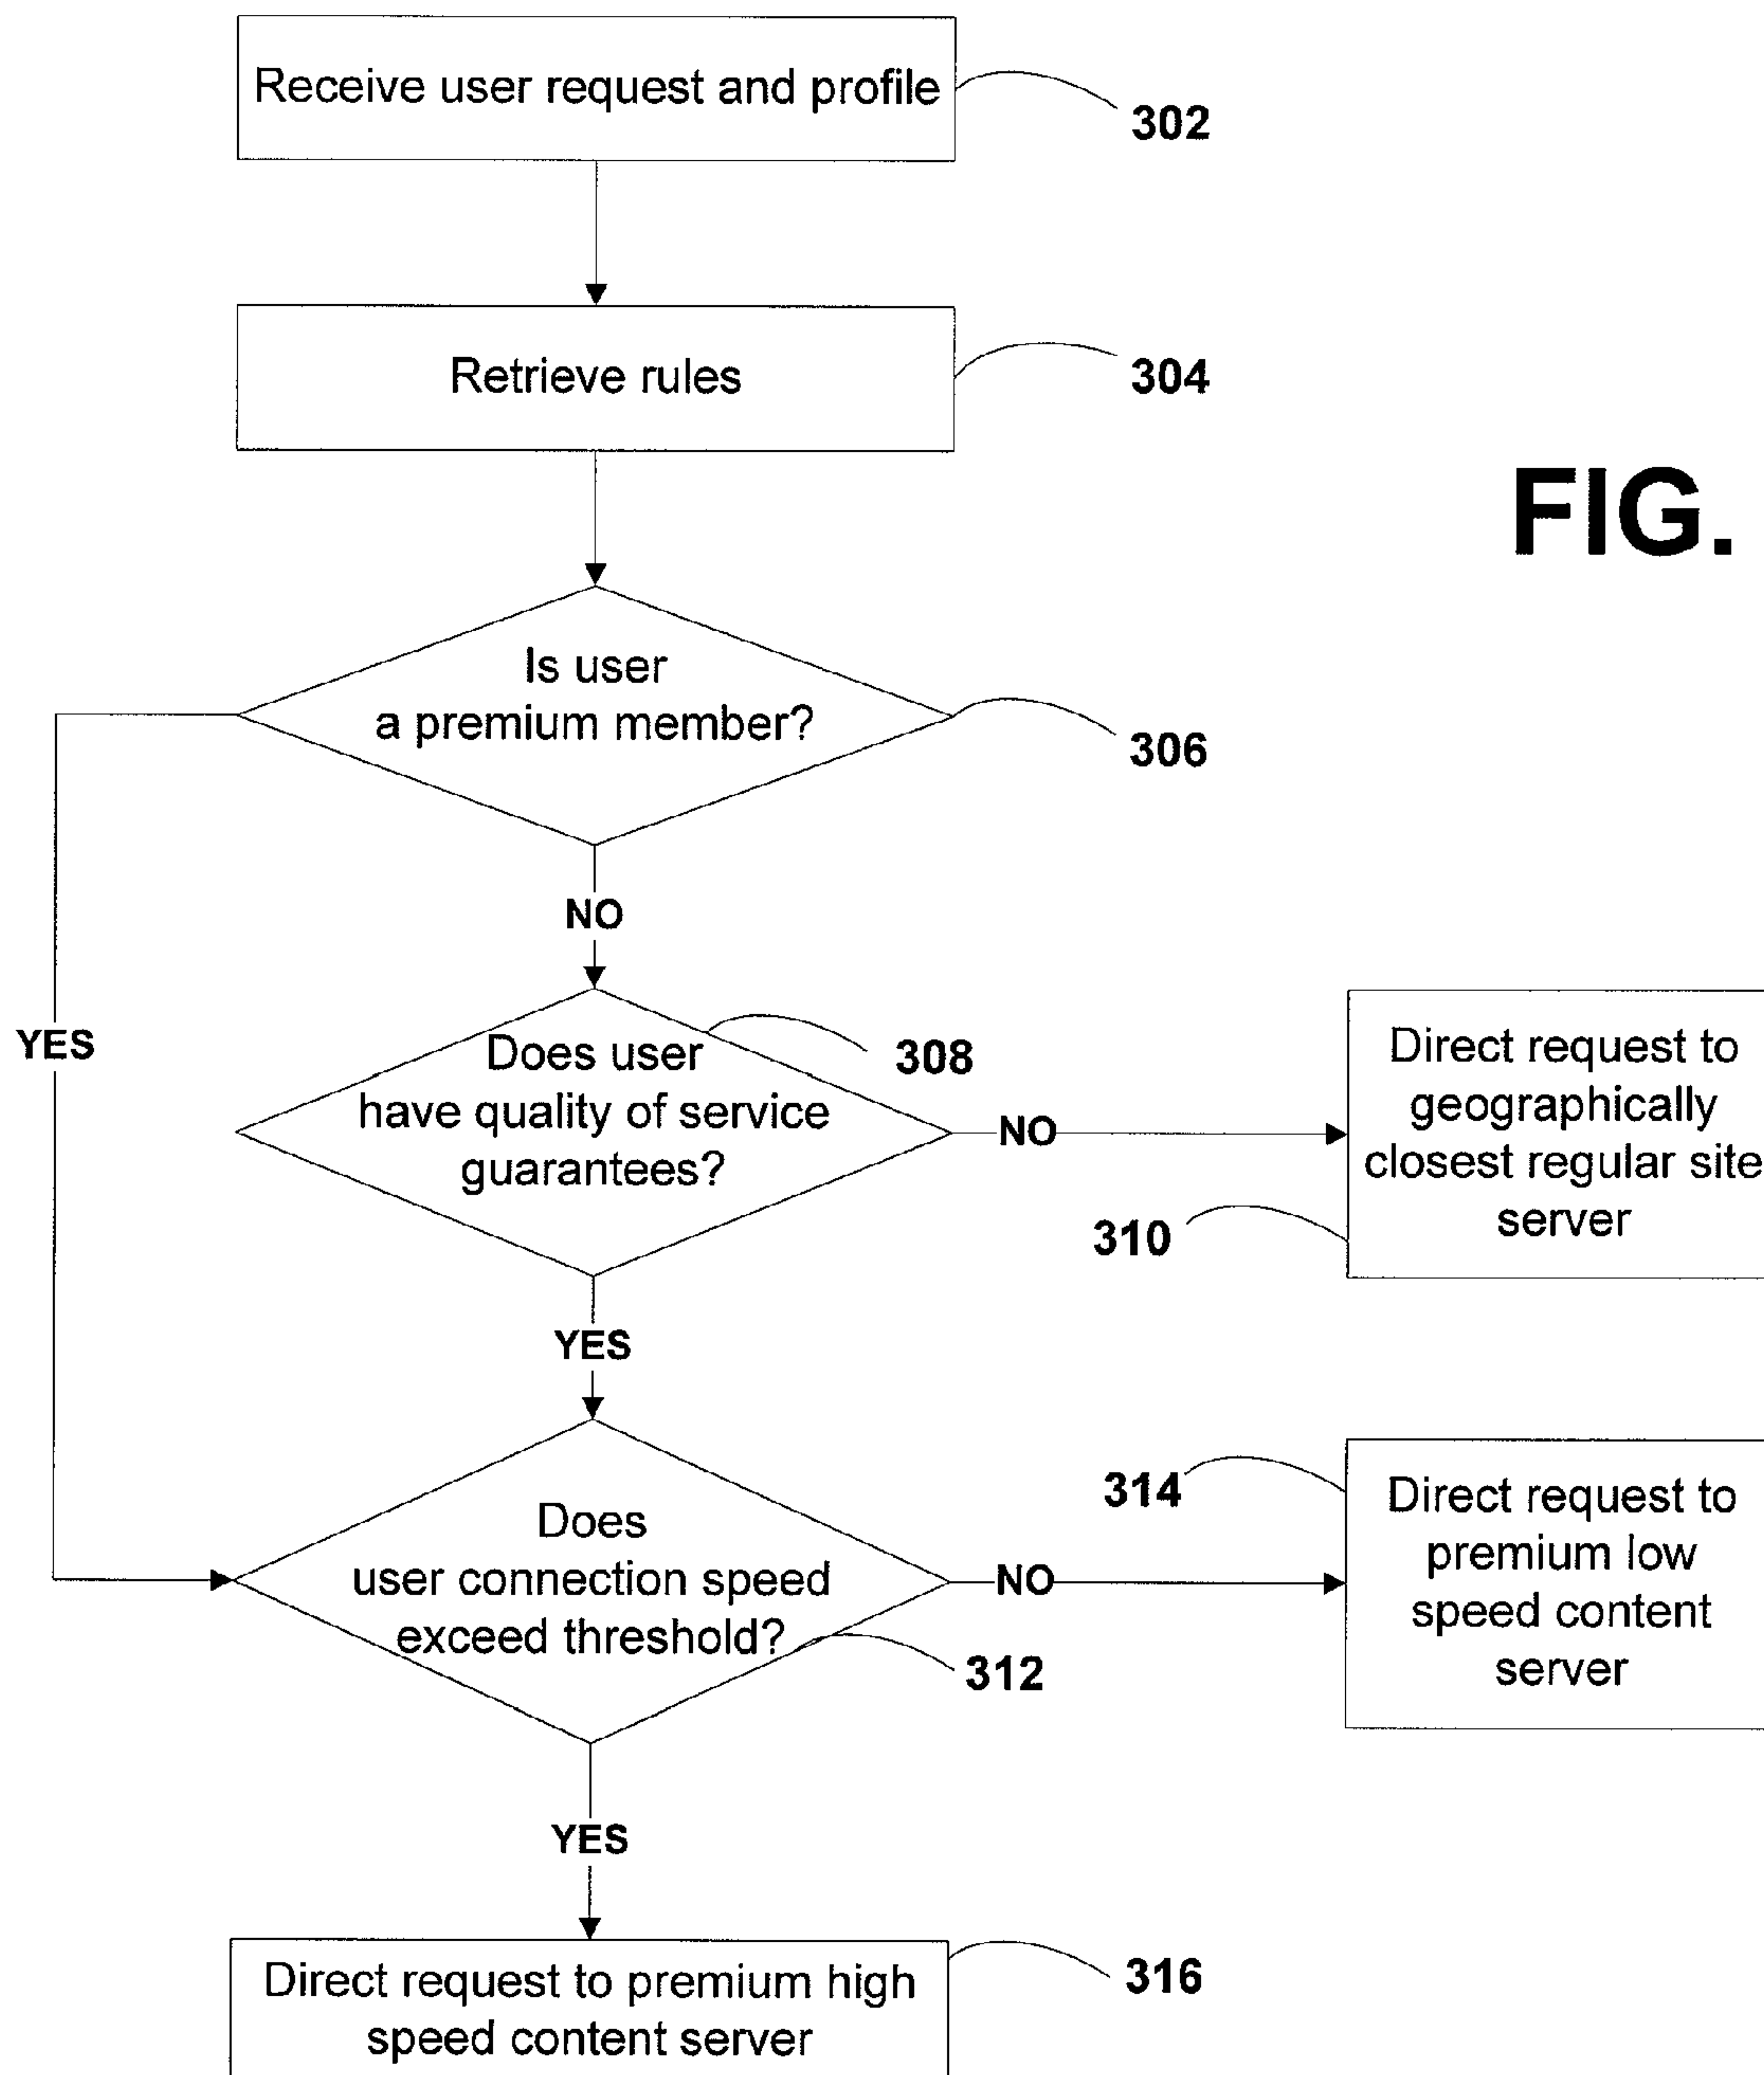 Receive user request and profile
302
Retrieve rules
304
FIG.
Is user
a premium member?
306
NO
YES
Does user
have quality of service
guarantees?
308
NO
Direct request to
geographically
closest regular site
server
310
YES
Does
user connection speed
exceed threshold?
312
NO
314
Direct request to
premium low
speed content
server
YES
Direct request to premium high
speed content server
316